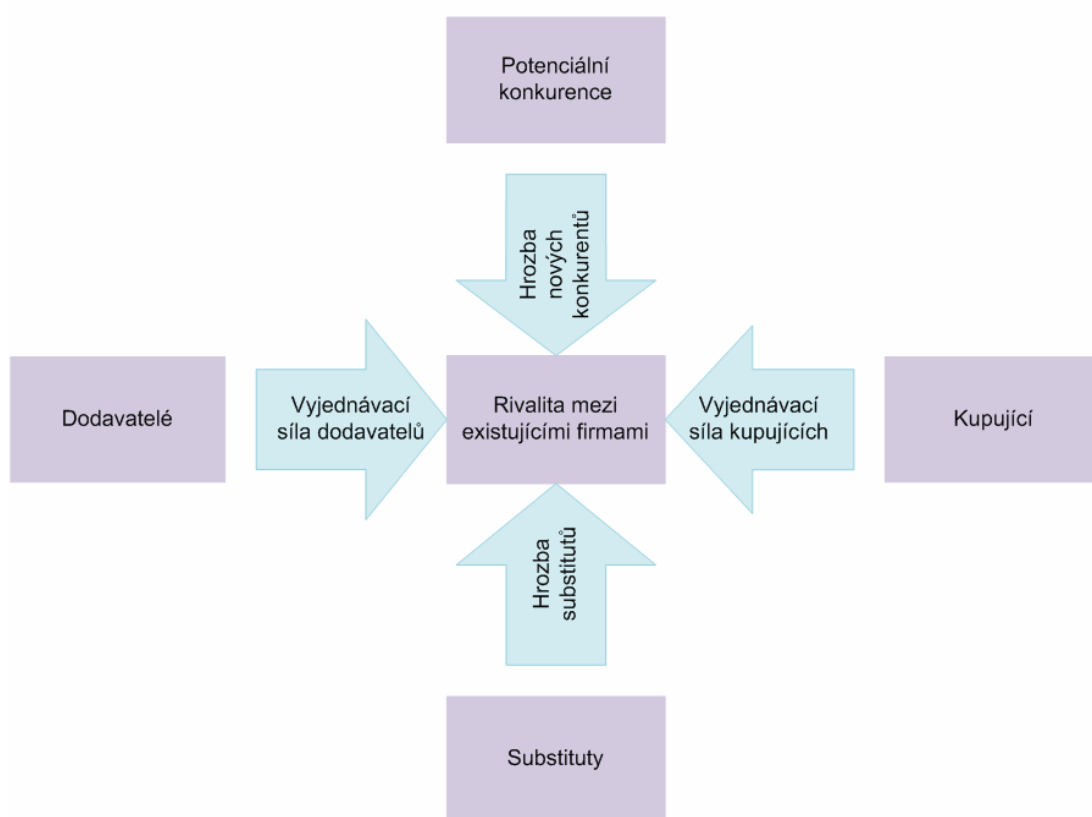 Potenciální
konkurence
Hrozba
nových
konkurentů
Dodavatelé
Vyjednávací
síla dodavatelů
Rivalita mezi
existujícími firmami
Vyjednávací
síla kupujících
Kupující
Hrozba
substitutů
Substituty